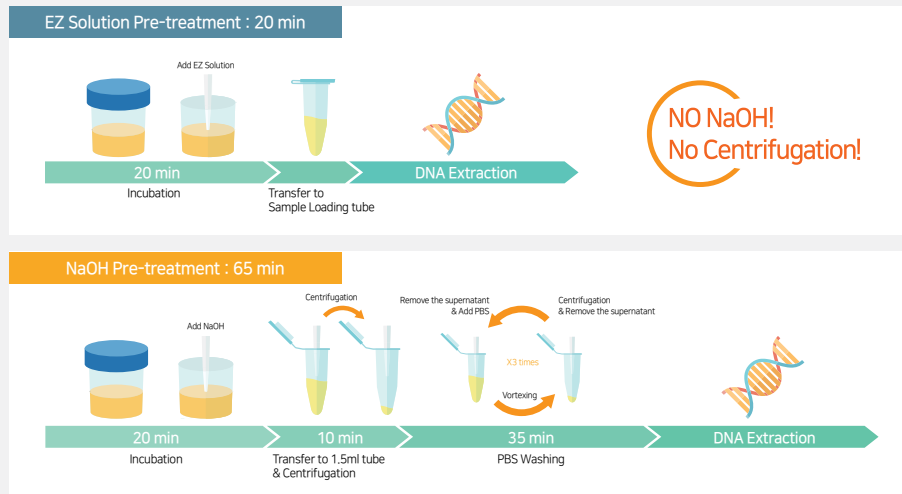 EZ Solution Pre-treatment : 20 min
Add EZ Solution
20 min
DNA Extraction
Incubation
Transfer to
Sample Loading tube
NO NaOH!
No Centrifugation!
NaOH Pre-treatment : 65 min
Add NaOH
Centrifugation
Remove the supernatant
& Add PBS
Centrifugation
& Remove the supernatant
X3 times
Vortexing
20 min
10 min
35 min
DNA Extraction
Incubation
Transfer to 1.5ml tube
& Centrifugation
PBS Washing